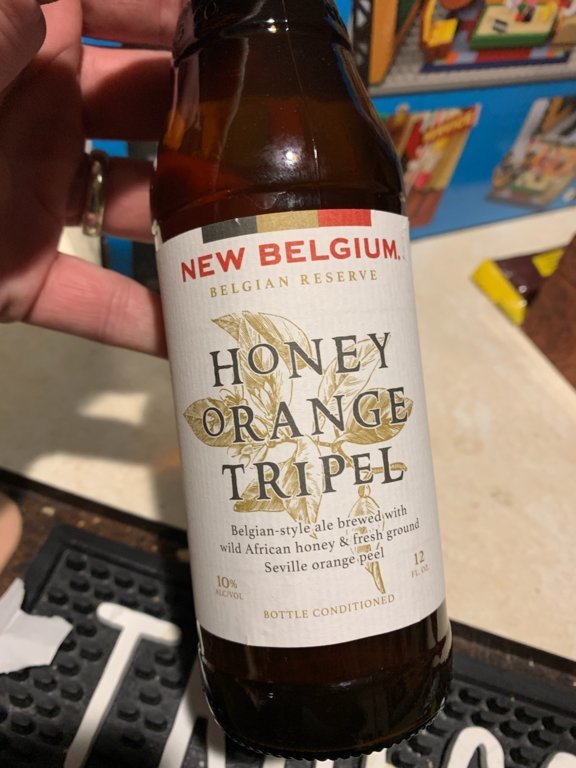 NEW BELGIUM.
BELGIAN RESERVE
HONEY
ORANGE
TRIPEL
Belgian-style ale brewed with
wild African honey & fresh ground
Seville orange peel
10%
ALC/VOL
12
FL. OZ.
BOTTLE CONDITIONED